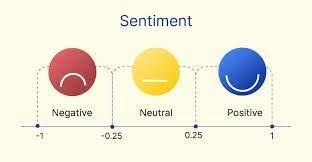 Sentiment
Negative Neutral Positive
-1 -0.25 0.25 1